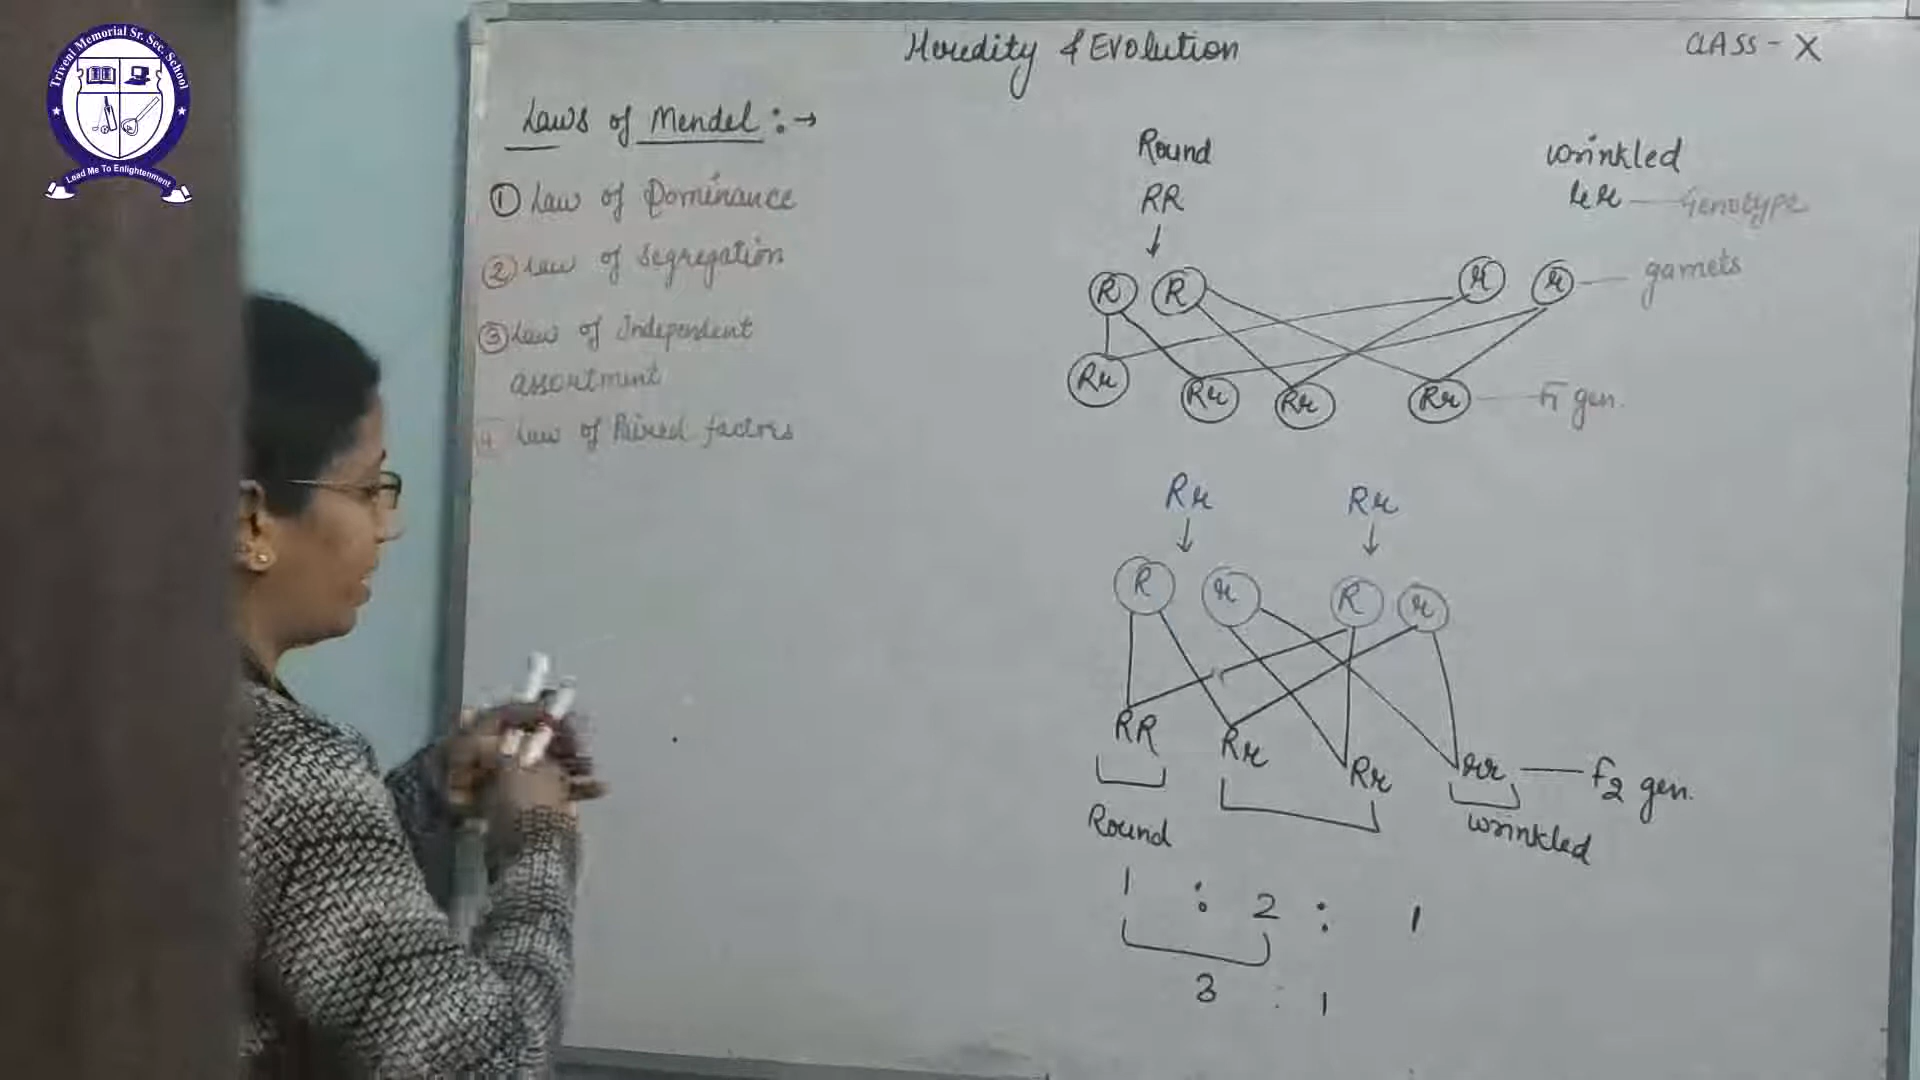 Triveni Memorial Sr. Sec. School
Lead Me To Enlightenment
Heredity & Evolution
CLASS - X
Laws of Mendel :→
① Law of Dominance
② Law of Segregation
③ Law of Independent
assortment
4 Law of Paired factors
Round
wrinkled
RR
rr — Genotype
R R r r — gamets
Rr Rr Rr Rr — F1 gen.
Rr Rr
R r R r
RR Rr Rr rr — F2 gen.
Round wrinkled
1 : 2 : 1
3 : 1